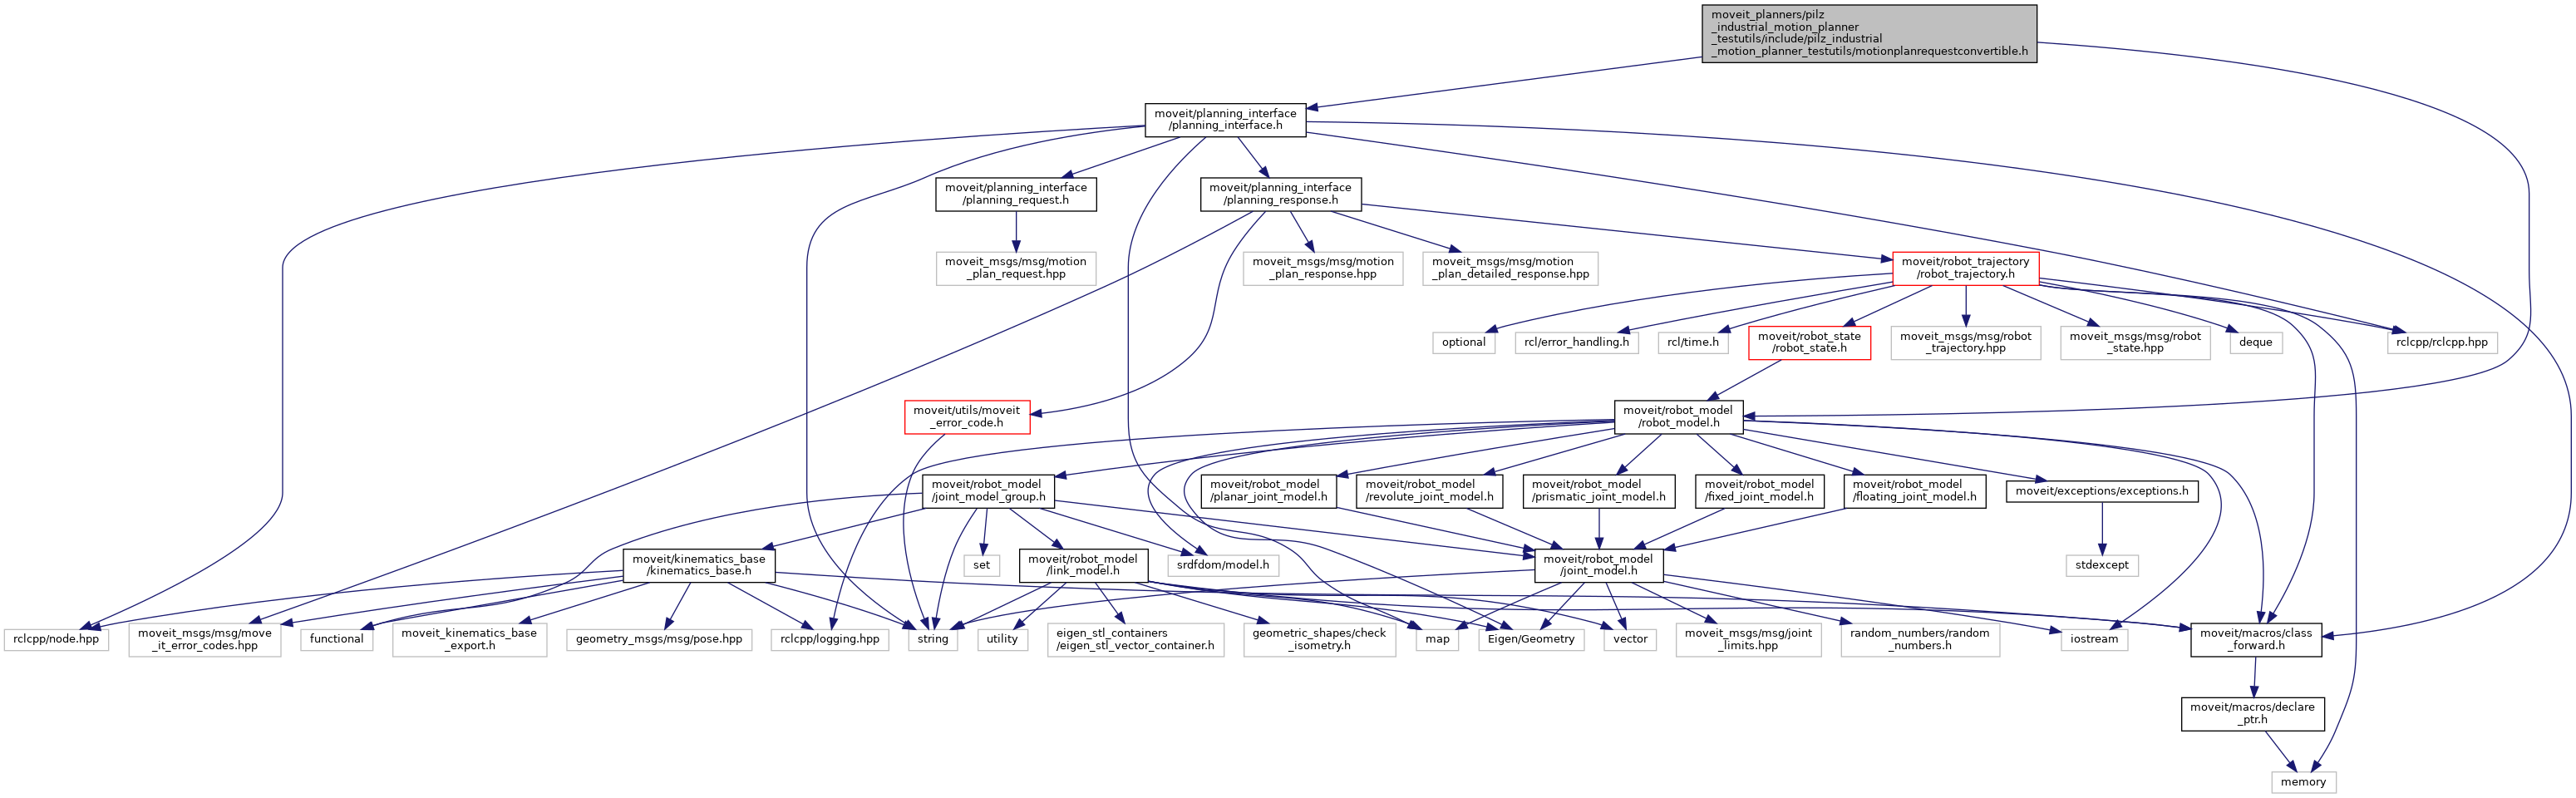 moveit_planners/pilz
_industrial_motion_planner
_testutils/include/pilz_industrial
_motion_planner_testutils/motionplanrequestconvertible.h
moveit/planning_interface
/planning_interface.h
moveit/planning_interface
/planning_request.h
moveit/planning_interface
/planning_response.h
moveit_msgs/msg/motion
_plan_request.hpp
moveit_msgs/msg/motion
_plan_response.hpp
moveit_msgs/msg/motion
_plan_detailed_response.hpp
moveit/robot_trajectory
/robot_trajectory.h
optional
rcl/error_handling.h
rcl/time.h
moveit/robot_state
/robot_state.h
moveit_msgs/msg/robot
_trajectory.hpp
moveit_msgs/msg/robot
_state.hpp
deque
rclcpp/rclcpp.hpp
moveit/utils/moveit
_error_code.h
moveit/robot_model
/robot_model.h
moveit/robot_model
/joint_model_group.h
moveit/robot_model
/planar_joint_model.h
moveit/robot_model
/revolute_joint_model.h
moveit/robot_model
/prismatic_joint_model.h
moveit/robot_model
/fixed_joint_model.h
moveit/robot_model
/floating_joint_model.h
moveit/exceptions/exceptions.h
moveit/kinematics_base
/kinematics_base.h
set
moveit/robot_model
/link_model.h
srdfdom/model.h
moveit/robot_model
/joint_model.h
stdexcept
rclcpp/node.hpp
moveit_msgs/msg/move
_it_error_codes.hpp
functional
moveit_kinematics_base
_export.h
geometry_msgs/msg/pose.hpp
rclcpp/logging.hpp
string
utility
eigen_stl_containers
/eigen_stl_vector_container.h
geometric_shapes/check
_isometry.h
map
Eigen/Geometry
vector
moveit_msgs/msg/joint
_limits.hpp
random_numbers/random
_numbers.h
iostream
moveit/macros/class
_forward.h
moveit/macros/declare
_ptr.h
memory